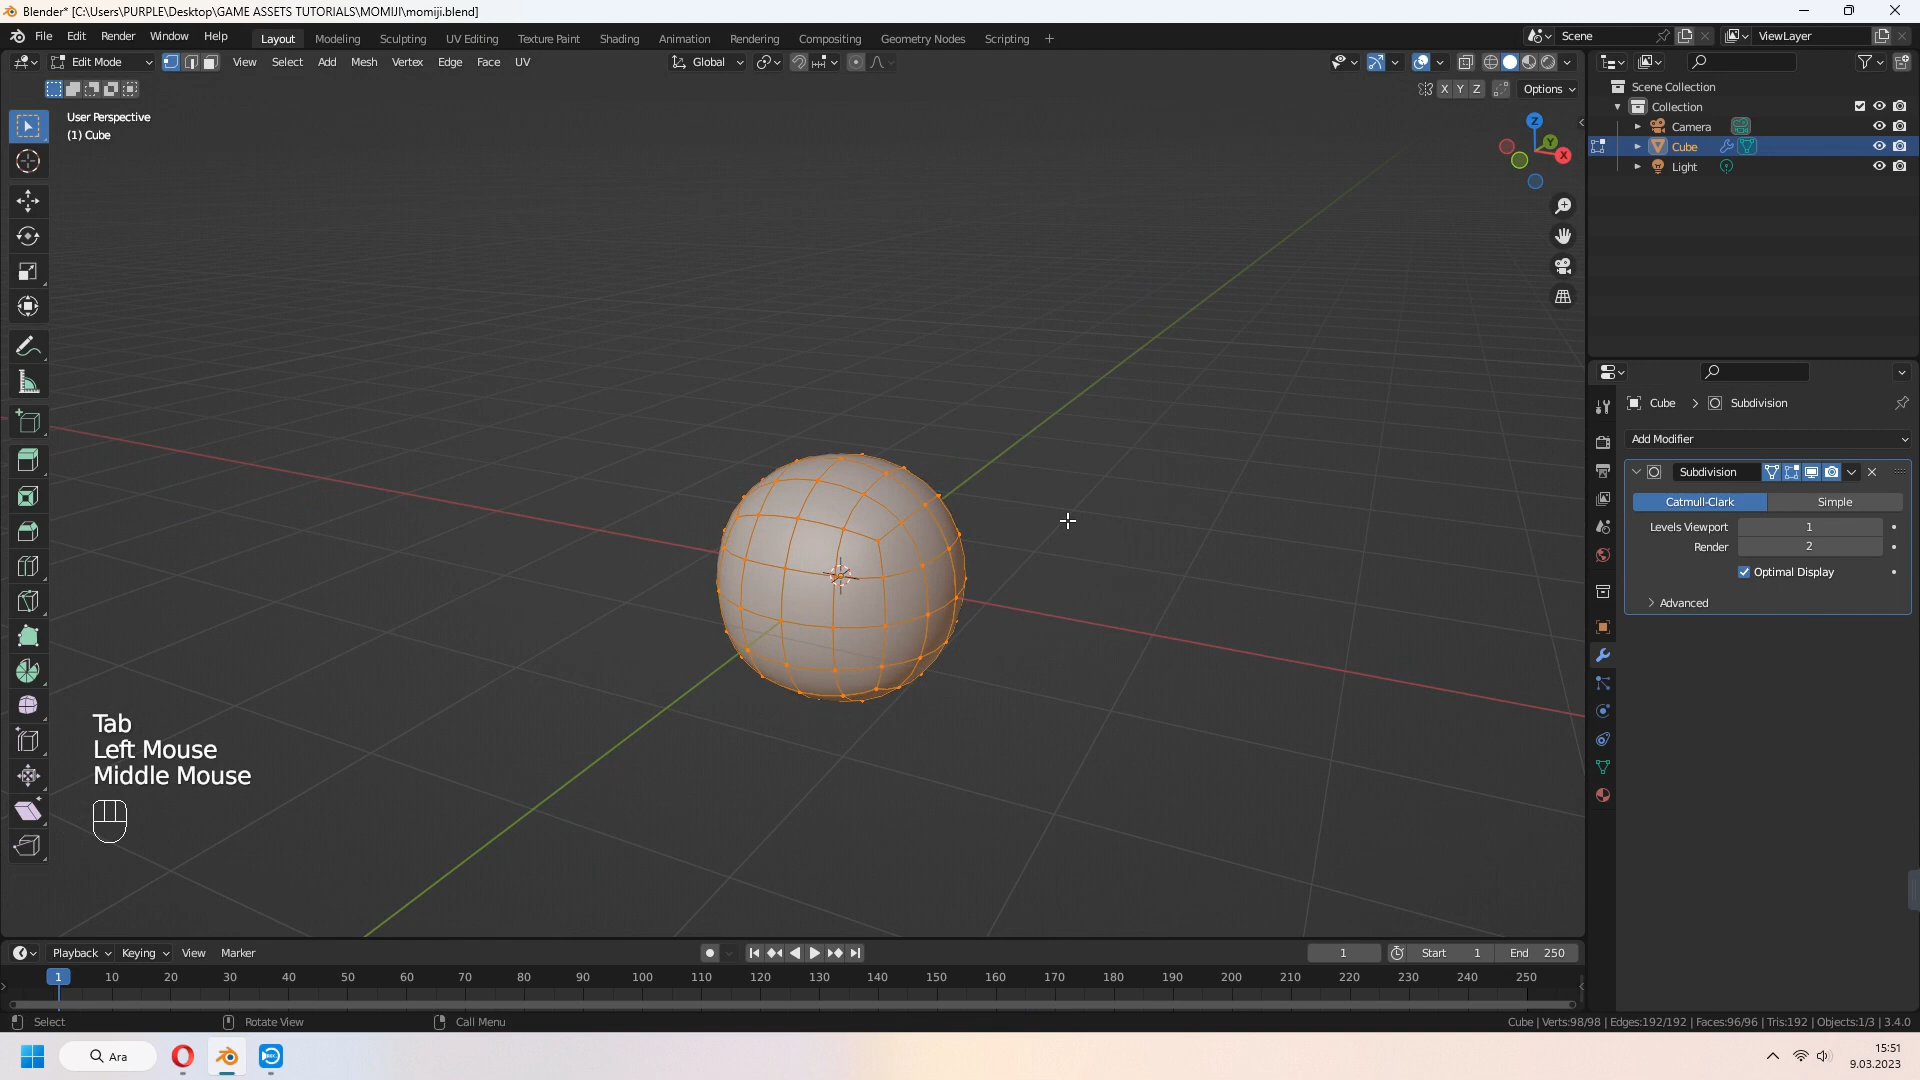 Blender* [C:\Users\PURPLE\Desktop\GAME ASSETS TUTORIALS\MOMIJI\momiji.blend]
File Edit Render Window Help Layout Modeling Sculpting UV Editing Texture Paint Shading Animation Rendering Compositing Geometry Nodes Scripting + Scene ViewLayer
Edit Mode View Select Add Mesh Vertex Edge Face UV Global
X Y Z Options
User Perspective
(1) Cube
Z
Y
X
Scene Collection
Collection
Camera
Cube
Light
Cube > Subdivision
Add Modifier
Subdivision
Catmull-Clark Simple
Levels Viewport 1
Render 2
Optimal Display
Advanced
Tab
Left Mouse
Middle Mouse
Playback Keying View Marker 1 Start 1 End 250
1 10 20 30 40 50 60 70 80 90 100 110 120 130 140 150 160 170 180 190 200 210 220 230 240 250
Select Rotate View Call Menu Cube | Verts:98/98 | Edges:192/192 | Faces:96/96 | Tris:192 | Objects:1/3 | 3.4.0
Ara
REC
15:51
9.03.2023